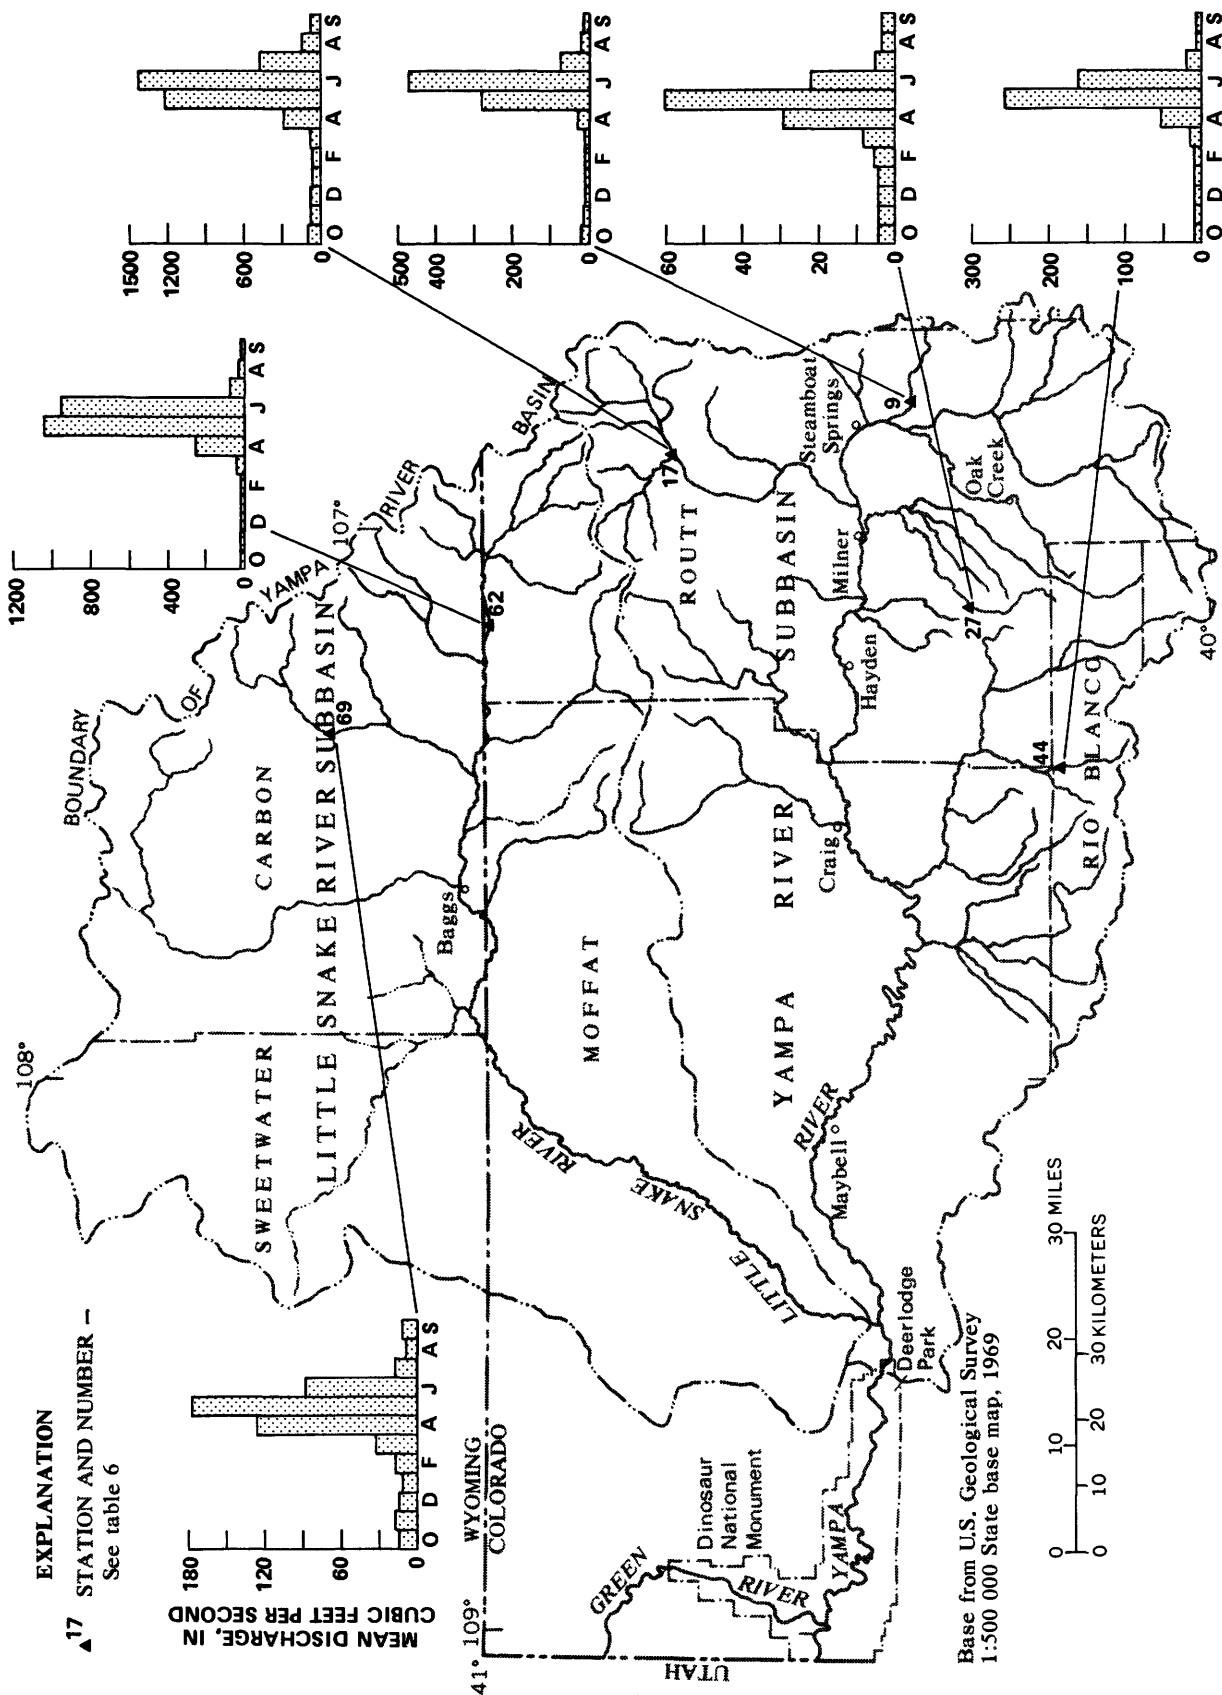 EXPLANATION
▲17 STATION AND NUMBER —
See table 6
MEAN DISCHARGE, IN
CUBIC FEET PER SECOND
180
120
60
0
O D F A J A S
1200
800
400
0
O D F A J A S
1500
1200
600
0
O D F A J A S
400
200
0
O D F A J A S
60
40
20
0
O D F A J A S
300
200
100
0
O D F A J A S
109°
108°
107°
41°
40°
BOUNDARY OF YAMPA RIVER BASIN
SWEETWATER
CARBON
LITTLE SNAKE RIVER SUBBASIN
69
62
17
9
27
44
WYOMING
COLORADO
UTAH
Baggs
MOFFAT
ROUTT
YAMPA RIVER SUBBASIN
GREEN RIVER
LITTLE SNAKE RIVER
YAMPA RIVER
Dinosaur
National
Monument
Deerlodge
Park
Maybell
Craig
Hayden
Milner
Steamboat
Springs
Oak
Creek
RIO BLANCO
Base from U.S. Geological Survey
1:500 000 State base map, 1969
0 10 20 30 MILES
0 10 20 30 KILOMETERS